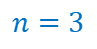 n = 3